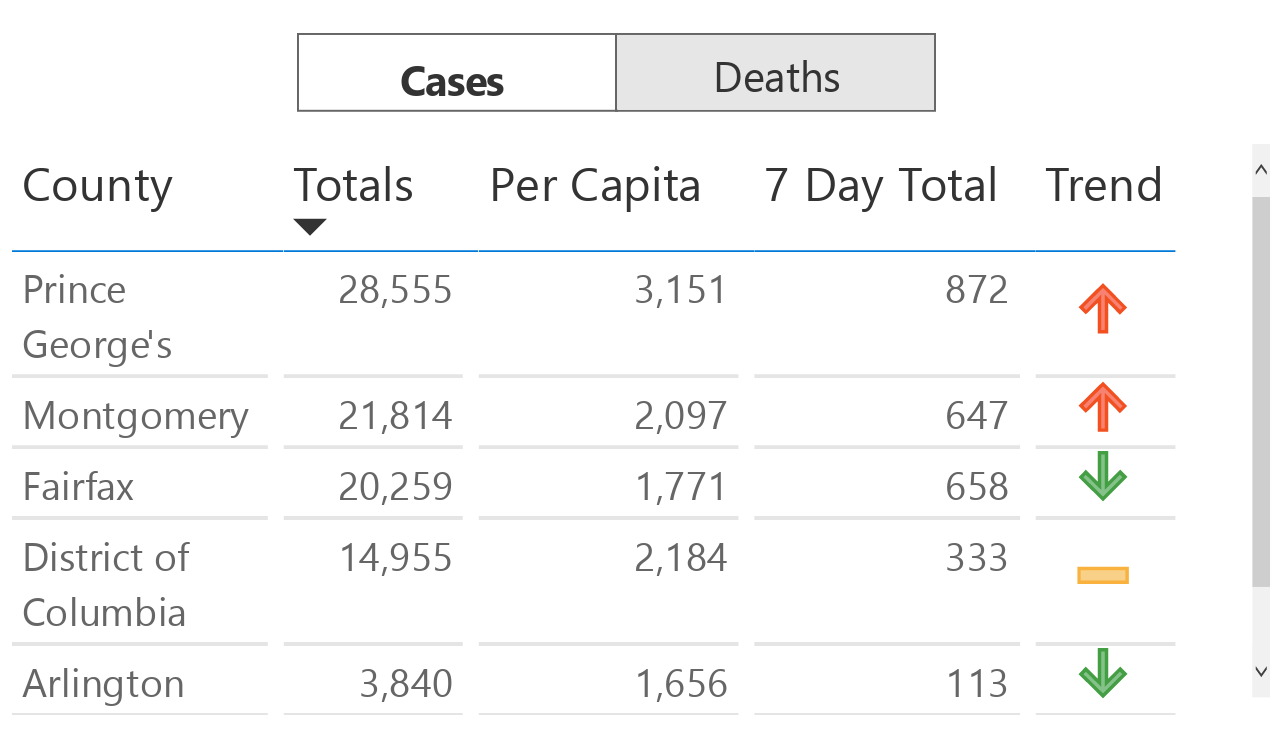 Cases Deaths
County Totals Per Capita 7 Day Total Trend
Prince 28,555 3,151 872
George's
Montgomery 21,814 2,097 647
Fairfax 20,259 1,771 658
District of 14,955 2,184 333
Columbia
Arlington 3,840 1,656 113